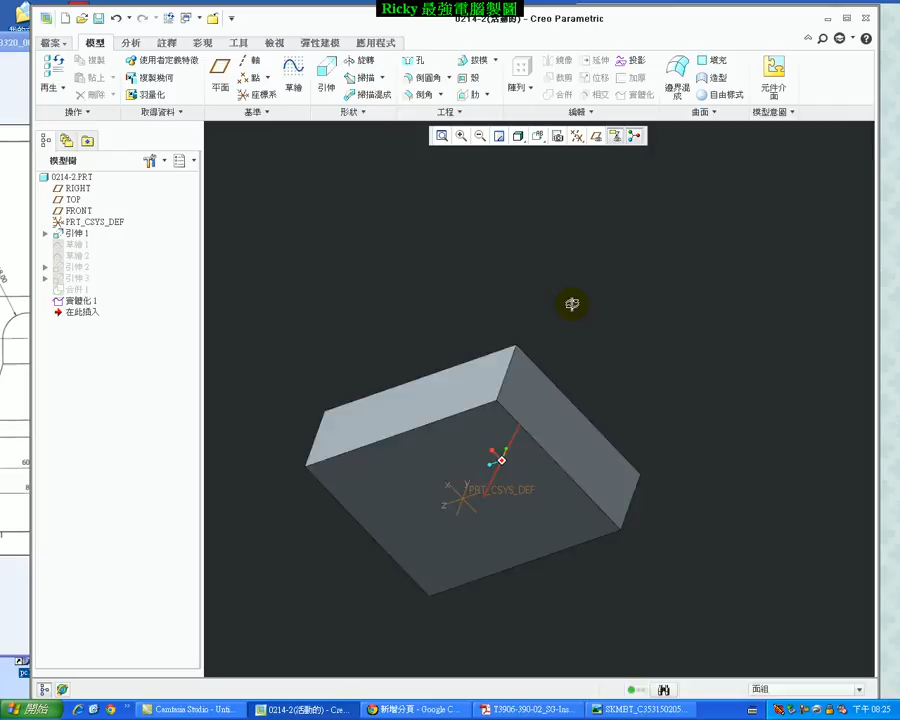 Ricky 最強電腦製圖
0214-2(活動的) - Creo Parametric
檔案 模型 分析 註釋 彩現 工具 檢視 彈性建模 應用程式
複製 使用者定義特徵 軸 旋轉 孔 拔模 鏡像 延伸 投影 填充
再生 貼上 複製幾何 平面 點 草繪 引伸 掃描 倒圓角 殼 陣列 裁剪 位移 加厚 邊界混成 造型 元件介面
刪除 羽量化 座標系 掃描混成 倒角 肋 合併 相交 實體化 自由樣式
操作 取得資料 基準 形狀 工程 編輯 曲面 模型意圖
模型樹
0214-2.PRT
RIGHT
TOP
FRONT
PRT_CSYS_DEF
引伸 1
草繪 1
草繪 2
引伸 2
引伸 3
合併 1
實體化 1
在此插入
x y PRT_CSYS_DEF
z
60
80
pc
面組
開始 Camtasia Studio - Unti... 0214-2(活動的) - Cre... 新增分頁 - Google C... T3906-390-02_SG-Ins... SKMBT_C353150205... 下午 08:25